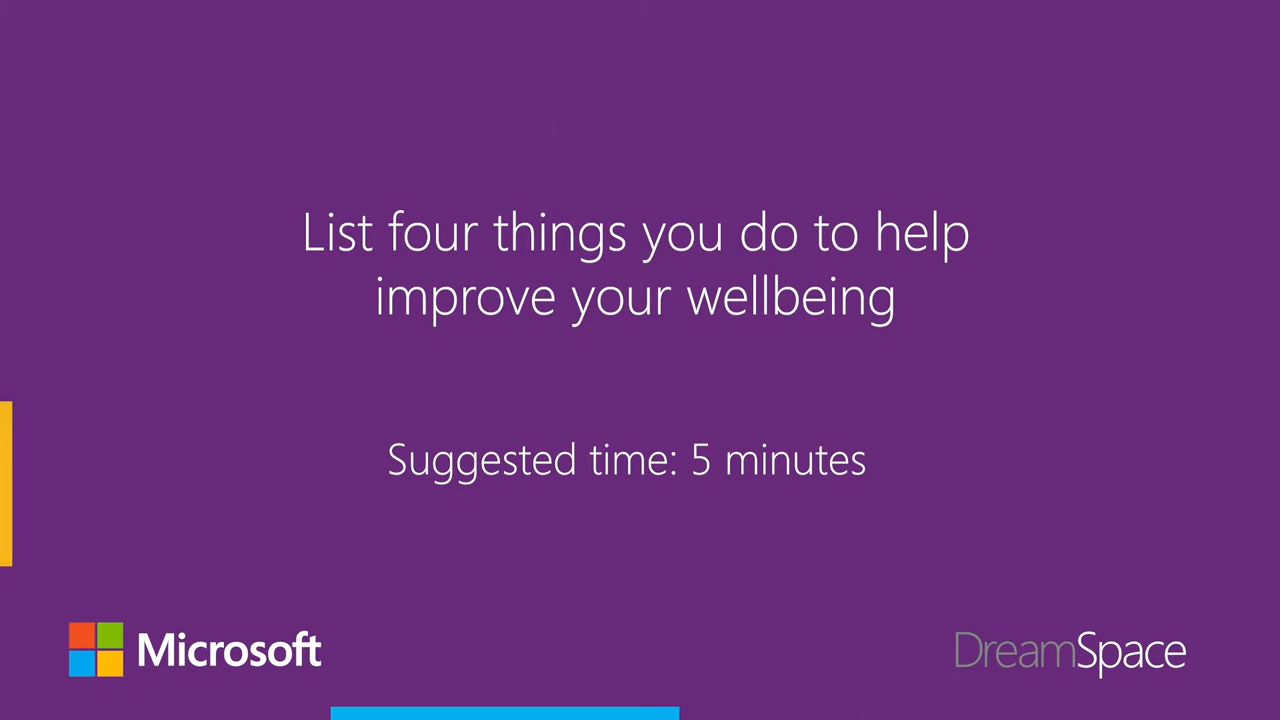 List four things you do to help
improve your wellbeing
Suggested time: 5 minutes
Microsoft
DreamSpace